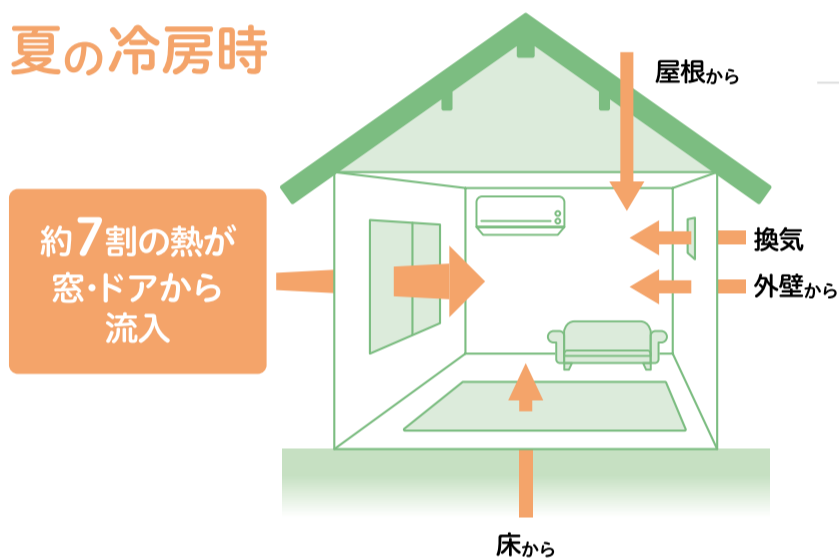 夏の冷房時
屋根から
約7割の熱が
窓・ドアから
流入
換気
外壁から
床から